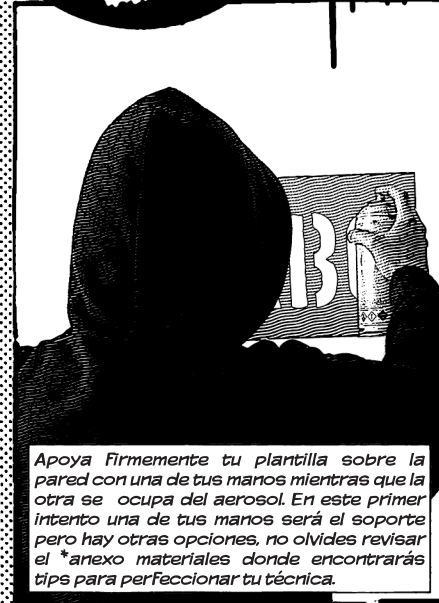 B
Apoya Firmemente tu plantilla sobre la
pared con una de tus manos mientras que la
otra se ocupa del aerosol. En este primer
intento una de tus manos será el soporte
pero hay otras opciones, no olvides revisar
el *anexo materiales donde encontrarás
tips para perFeccionar tu técnica.